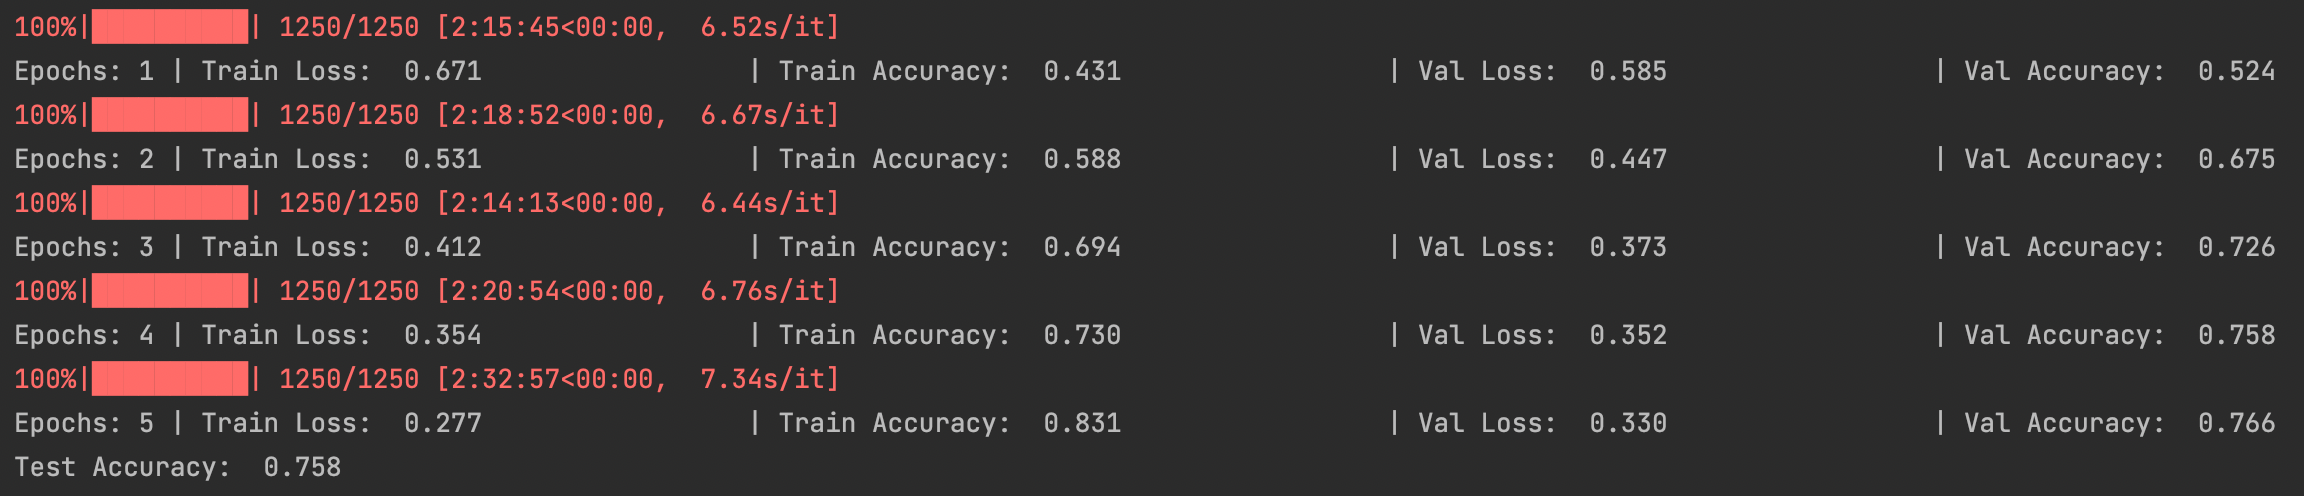 100%|██████████| 1250/1250 [2:15:45<00:00,  6.52s/it]
Epochs: 1 | Train Loss:  0.671                 | Train Accuracy:  0.431                 | Val Loss:  0.585                 | Val Accuracy:  0.524
100%|██████████| 1250/1250 [2:18:52<00:00,  6.67s/it]
Epochs: 2 | Train Loss:  0.531                 | Train Accuracy:  0.588                 | Val Loss:  0.447                 | Val Accuracy:  0.675
100%|██████████| 1250/1250 [2:14:13<00:00,  6.44s/it]
Epochs: 3 | Train Loss:  0.412                 | Train Accuracy:  0.694                 | Val Loss:  0.373                 | Val Accuracy:  0.726
100%|██████████| 1250/1250 [2:20:54<00:00,  6.76s/it]
Epochs: 4 | Train Loss:  0.354                 | Train Accuracy:  0.730                 | Val Loss:  0.352                 | Val Accuracy:  0.758
100%|██████████| 1250/1250 [2:32:57<00:00,  7.34s/it]
Epochs: 5 | Train Loss:  0.277                 | Train Accuracy:  0.831                 | Val Loss:  0.330                 | Val Accuracy:  0.766
Test Accuracy:  0.758